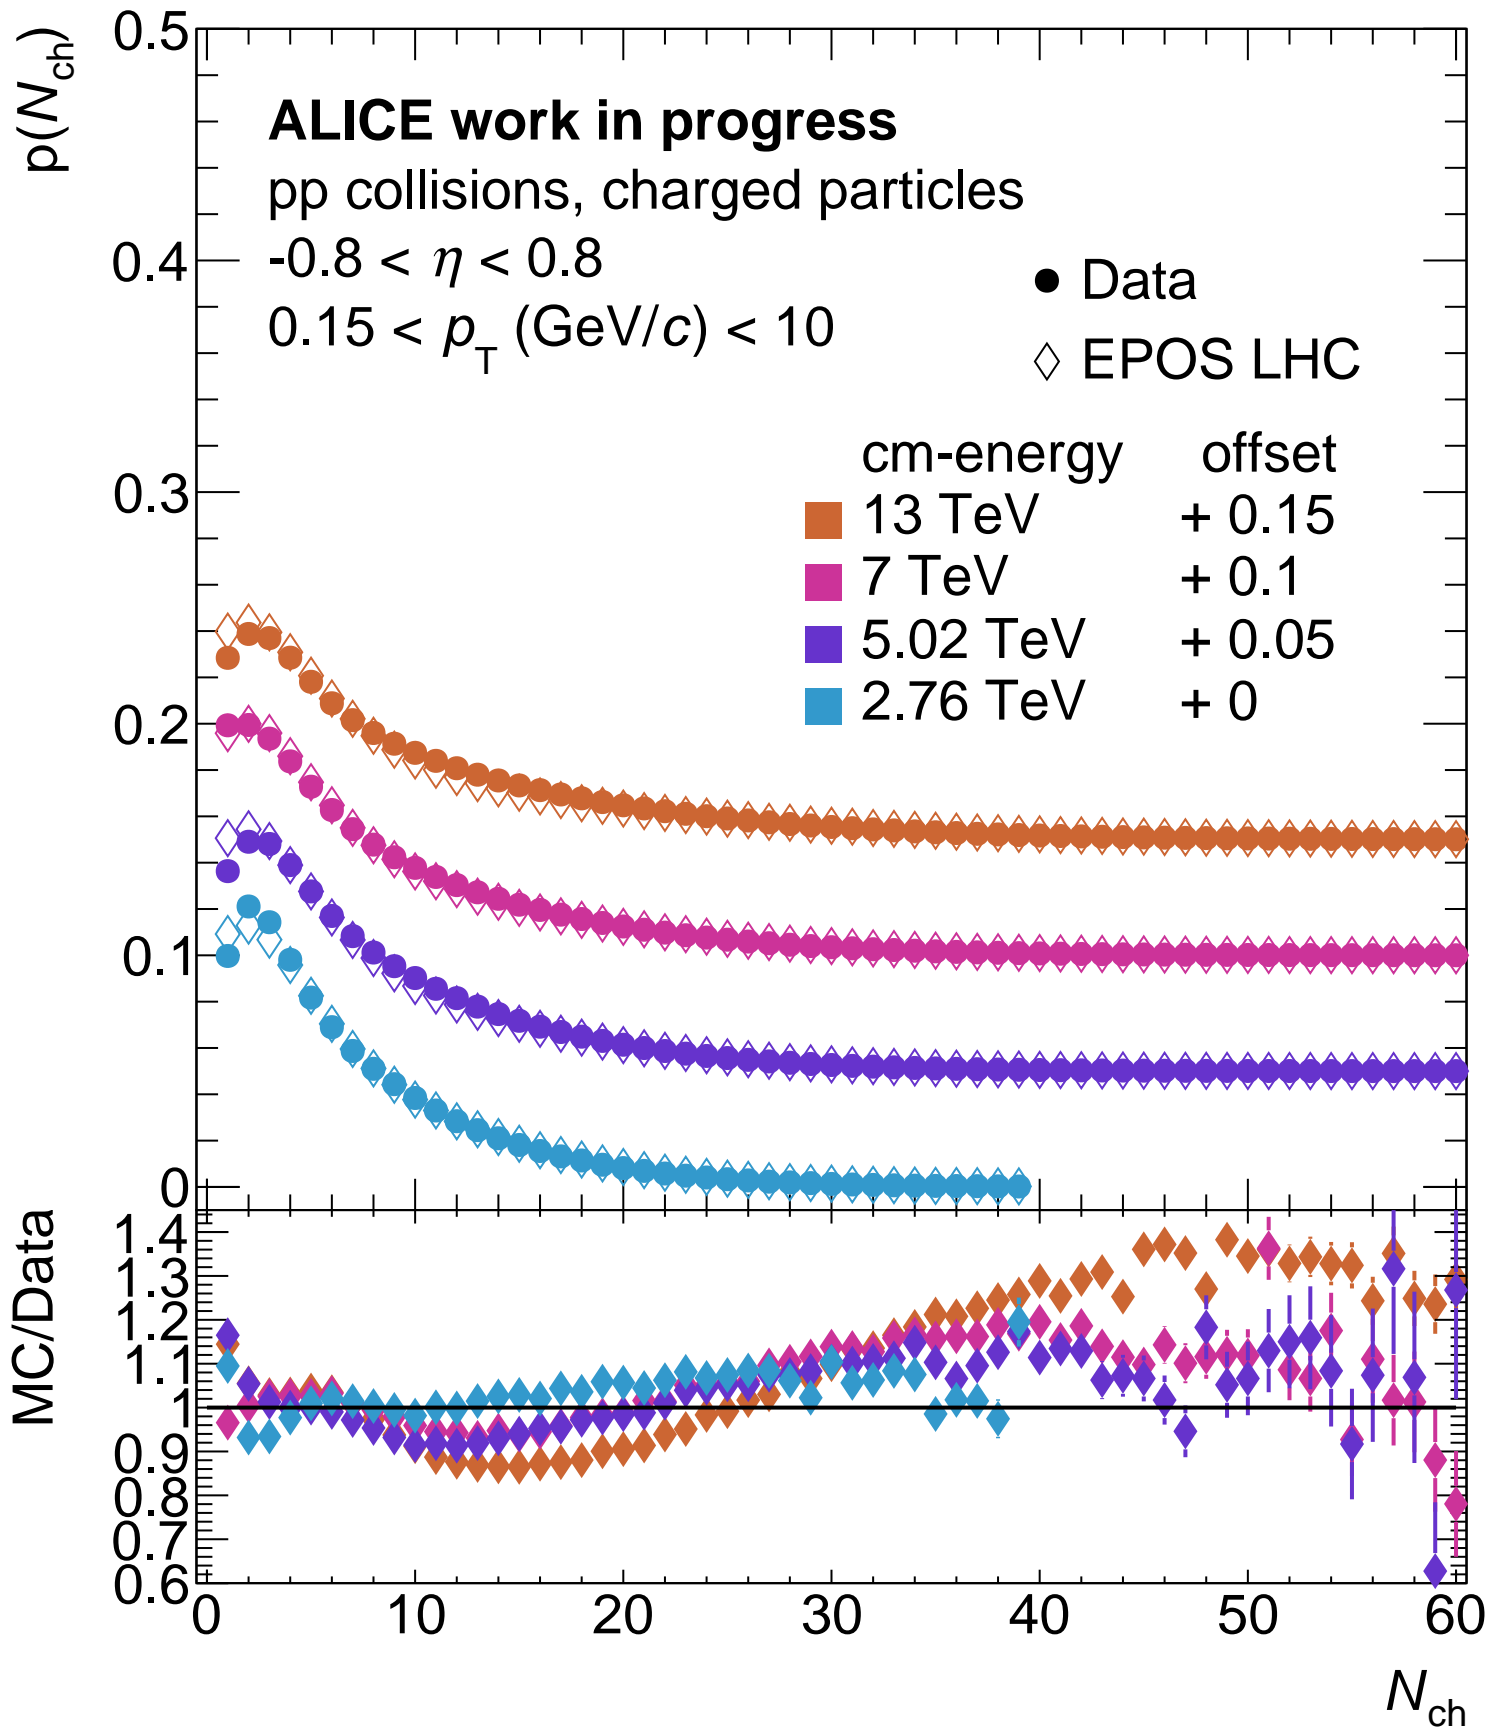 p(N_ch)
0.5
0.4
0.3
0.2
0.1
0
ALICE work in progress
pp collisions, charged particles
-0.8 < η < 0.8
0.15 < p_T (GeV/c) < 10
Data
EPOS LHC
cm-energy offset
13 TeV + 0.15
7 TeV + 0.1
5.02 TeV + 0.05
2.76 TeV + 0
MC/Data
1.4
1.3
1.2
1.1
1
0.9
0.8
0.7
0.6
0 10 20 30 40 50 60
N_ch